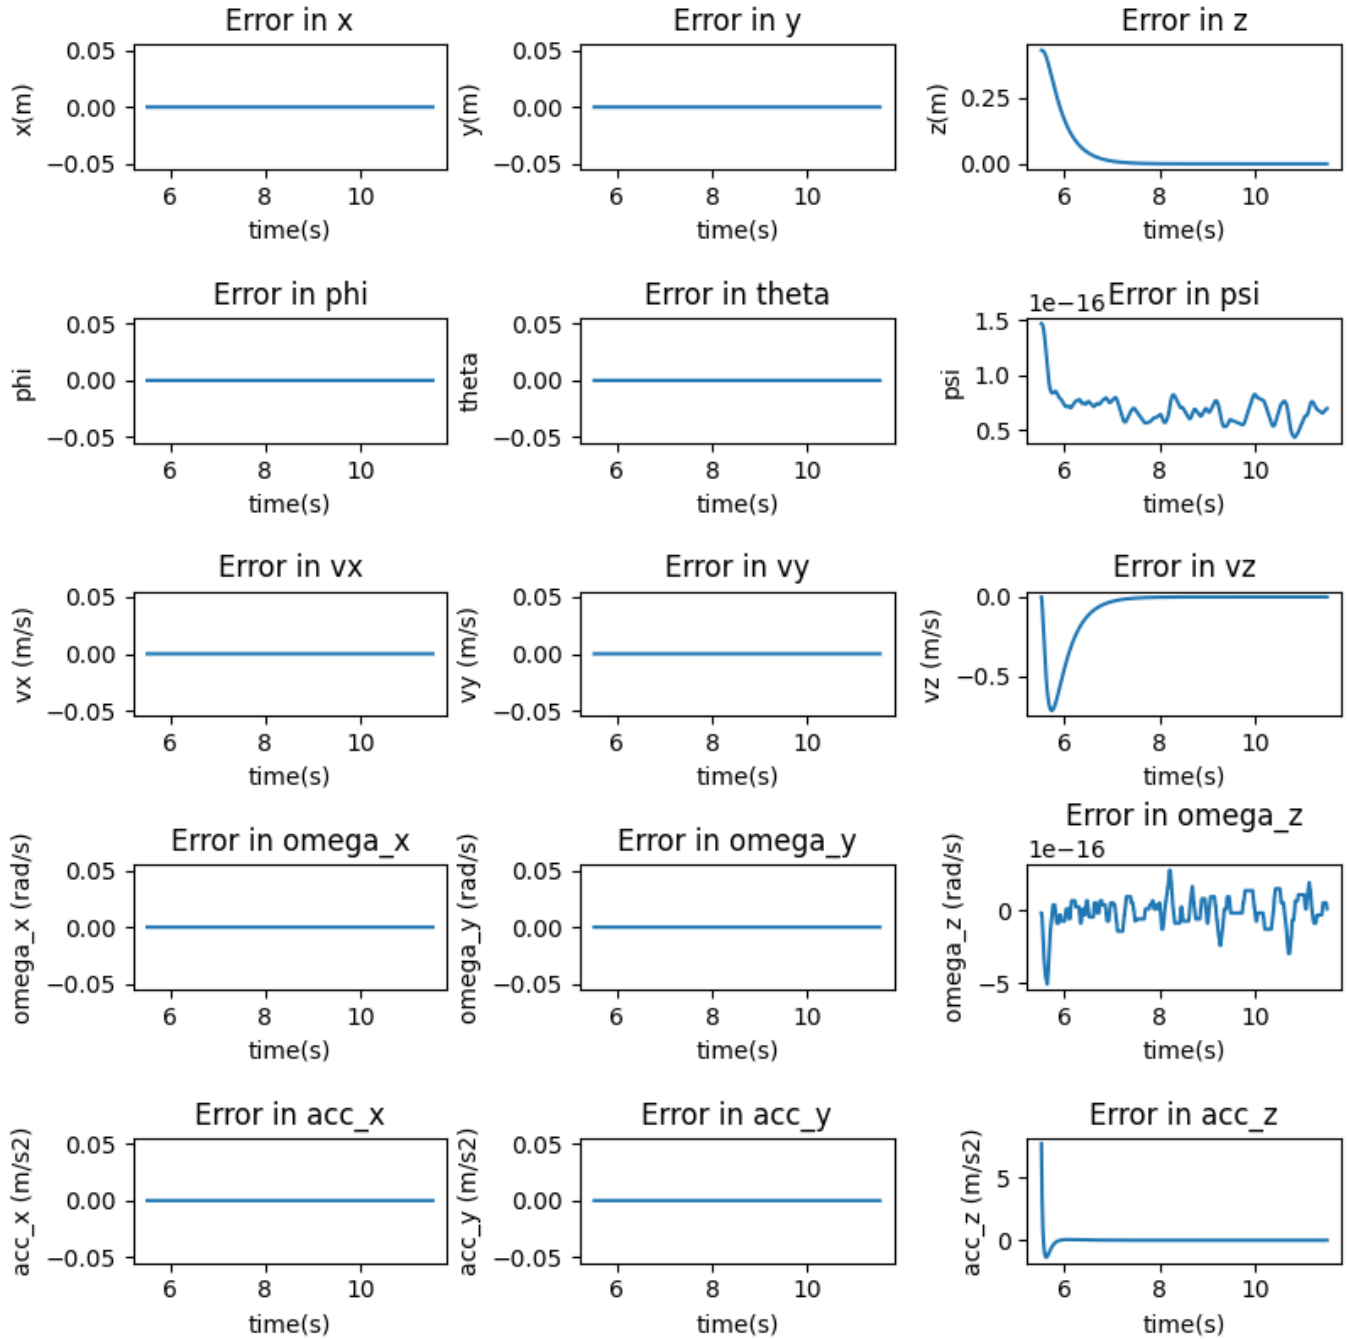 Error in x
0.05
0.00
−0.05
x(m)
6 8 10
time(s)
Error in y
0.05
0.00
−0.05
y(m)
6 8 10
time(s)
Error in z
0.25
0.00
z(m)
6 8 10
time(s)
Error in phi
0.05
0.00
−0.05
phi
6 8 10
time(s)
Error in theta
0.05
0.00
−0.05
theta
6 8 10
time(s)
1e−16 Error in psi
1.5
1.0
0.5
psi
6 8 10
time(s)
Error in vx
0.05
0.00
−0.05
vx (m/s)
6 8 10
time(s)
Error in vy
0.05
0.00
−0.05
vy (m/s)
6 8 10
time(s)
Error in vz
0.0
−0.5
vz (m/s)
6 8 10
time(s)
Error in omega_x
0.05
0.00
−0.05
omega_x (rad/s)
6 8 10
time(s)
Error in omega_y
0.05
0.00
−0.05
omega_y (rad/s)
6 8 10
time(s)
Error in omega_z
1e−16
0
−5
omega_z (rad/s)
6 8 10
time(s)
Error in acc_x
0.05
0.00
−0.05
acc_x (m/s2)
6 8 10
time(s)
Error in acc_y
0.05
0.00
−0.05
acc_y (m/s2)
6 8 10
time(s)
Error in acc_z
5
0
acc_z (m/s2)
6 8 10
time(s)